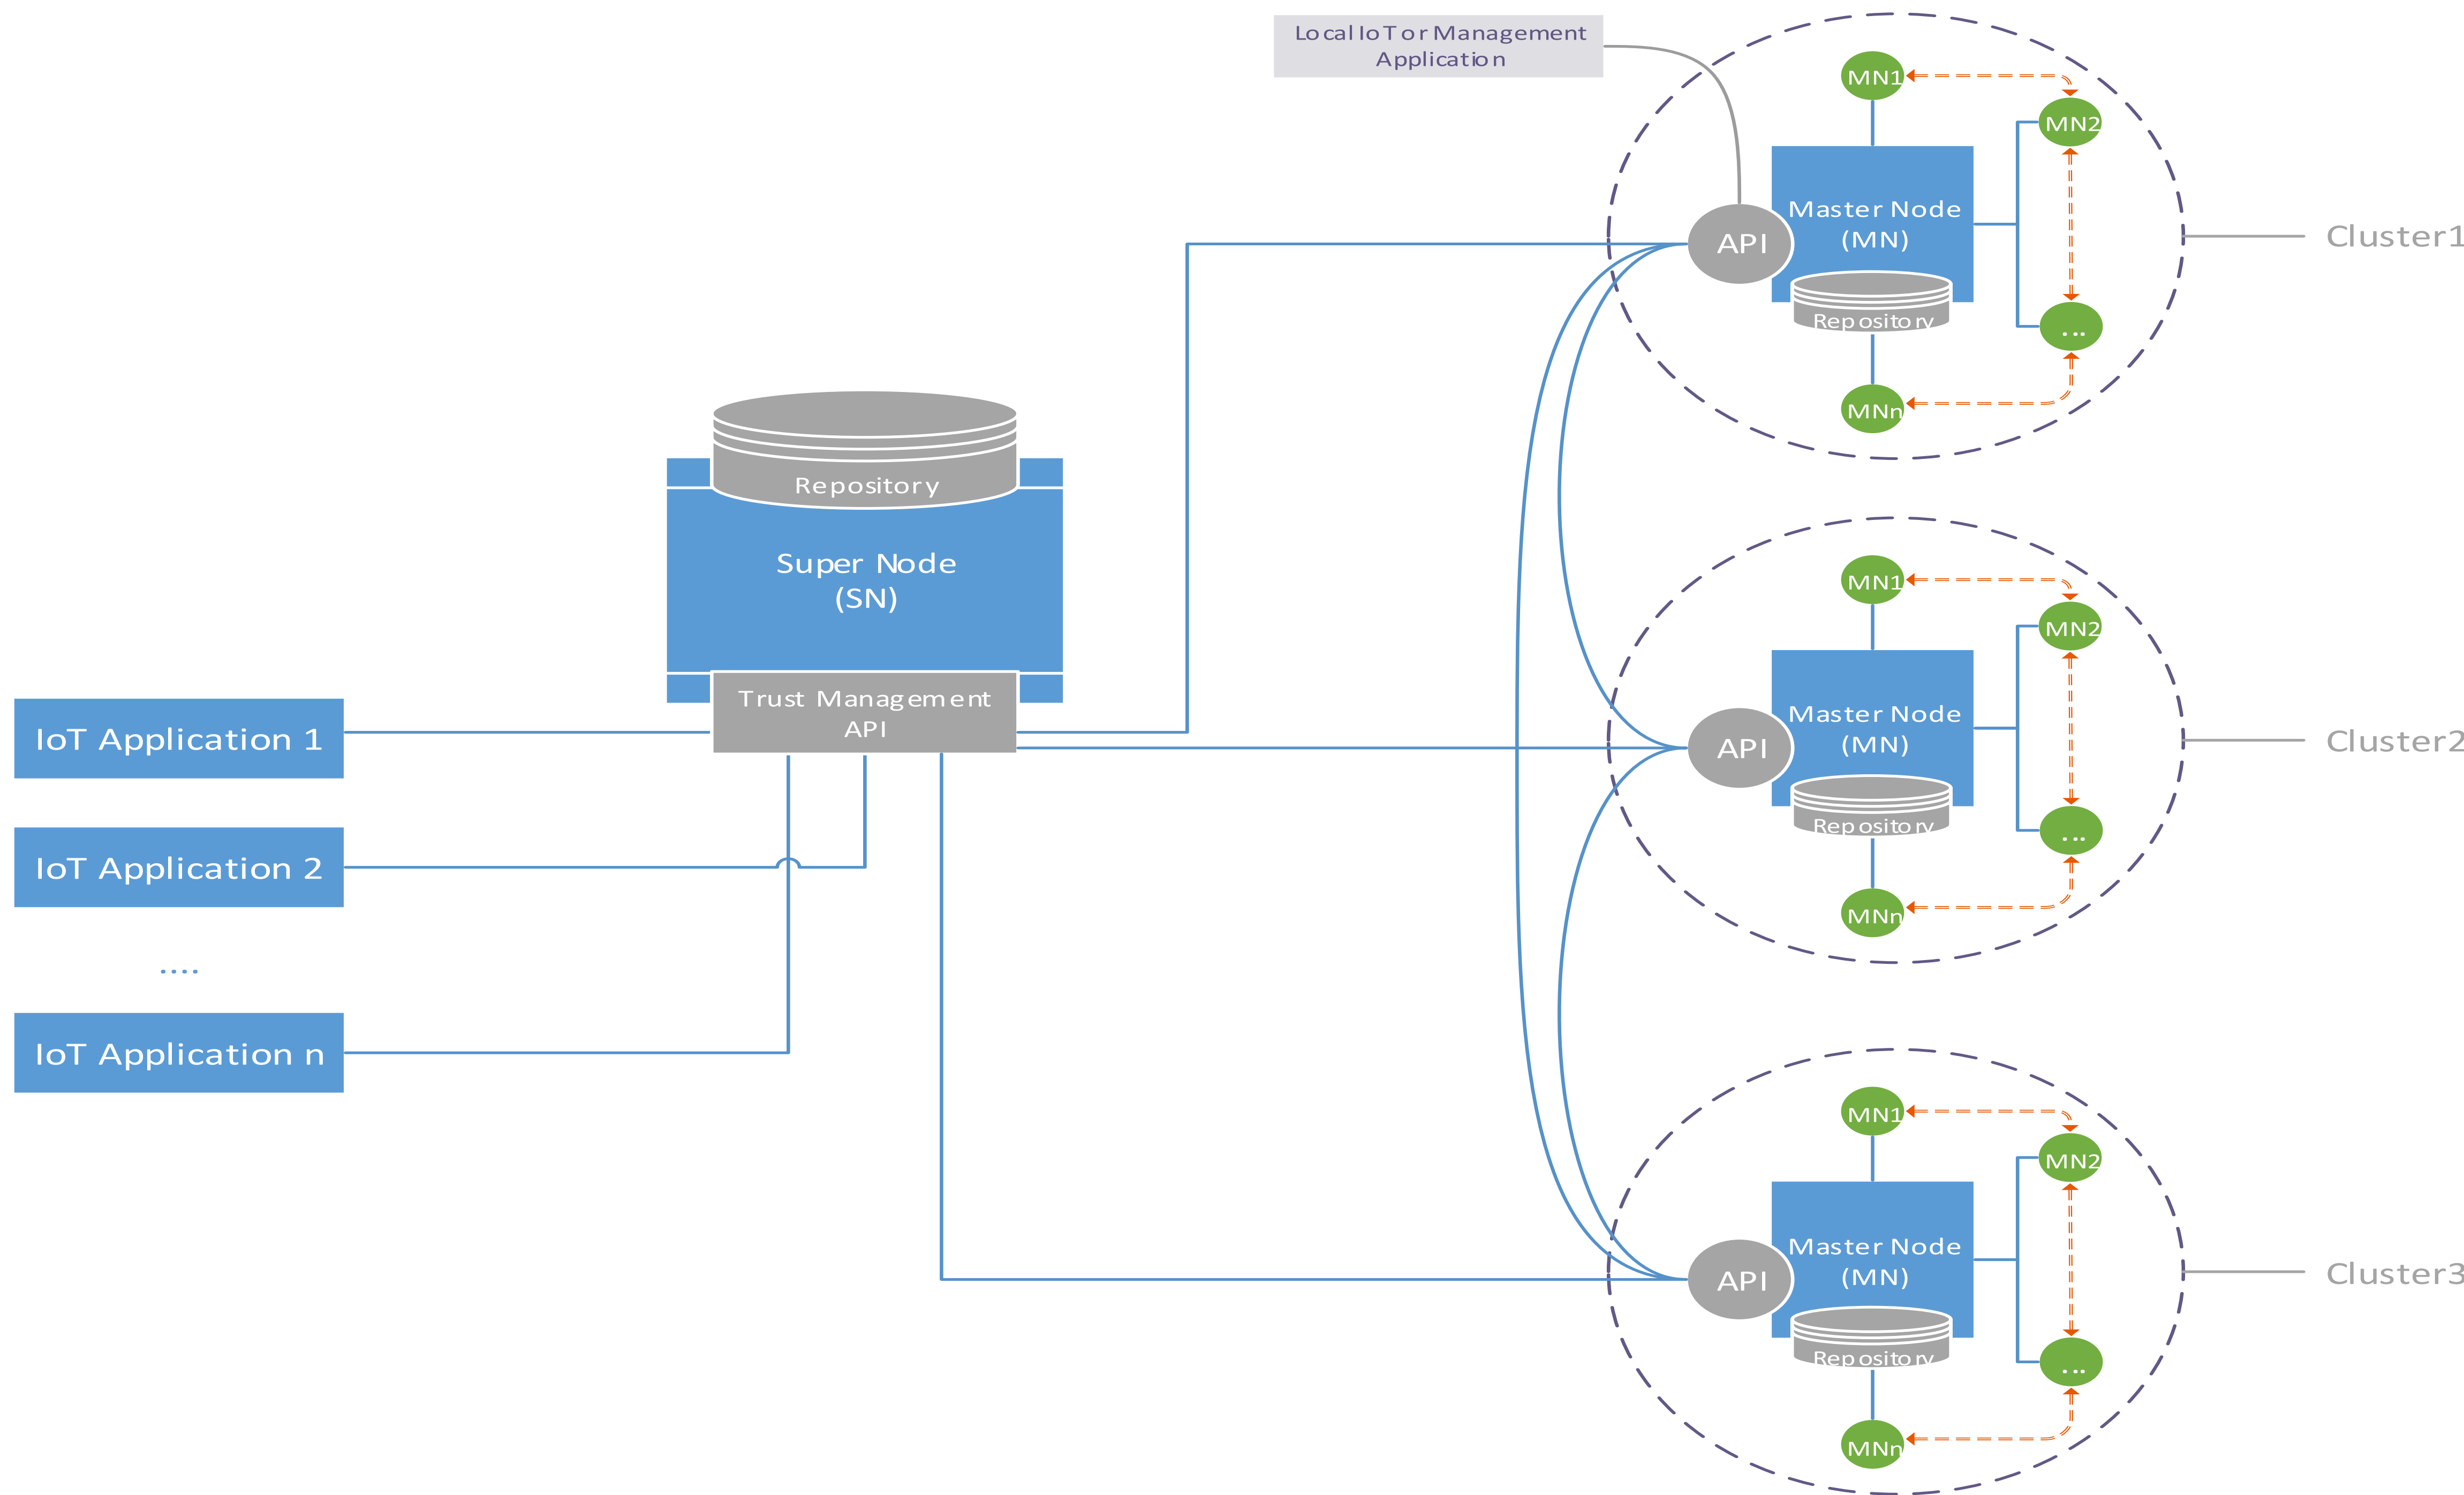 Local IoT or Management
Application
MN1
MN2
Master Node
(MN)
API
Repository
...
MNn
Cluster1
Repository
Super Node
(SN)
Trust Management
API
IoT Application 1
IoT Application 2
....
IoT Application n
MN1
MN2
Master Node
(MN)
API
Repository
...
MNn
Cluster2
MN1
MN2
Master Node
(MN)
API
Repository
...
MNn
Cluster3